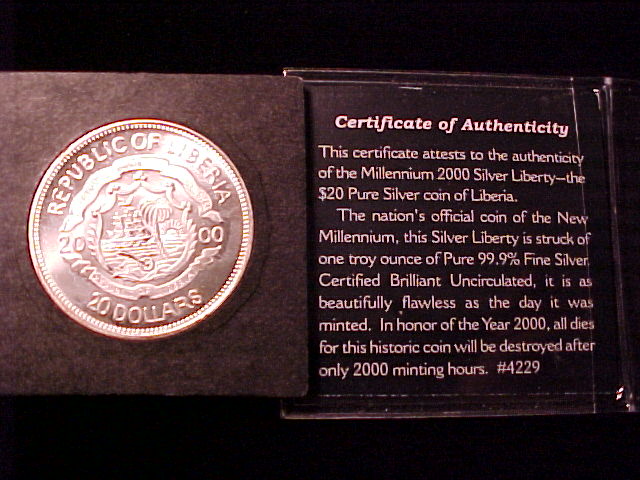 REPUBLIC OF LIBERIA
2000
20 DOLLARS
Certificate of Authenticity
This certificate attests to the authenticity
of the Millennium 2000 Silver Liberty—the
$20 Pure Silver coin of Liberia.
The nation's official coin of the New
Millennium, this Silver Liberty is struck of
one troy ounce of Pure 99.9% Fine Silver.
Certified Brilliant Uncirculated, it is as
beautifully flawless as the day it was
minted. In honor of the Year 2000, all dies
for this historic coin will be destroyed after
only 2000 minting hours. #4229